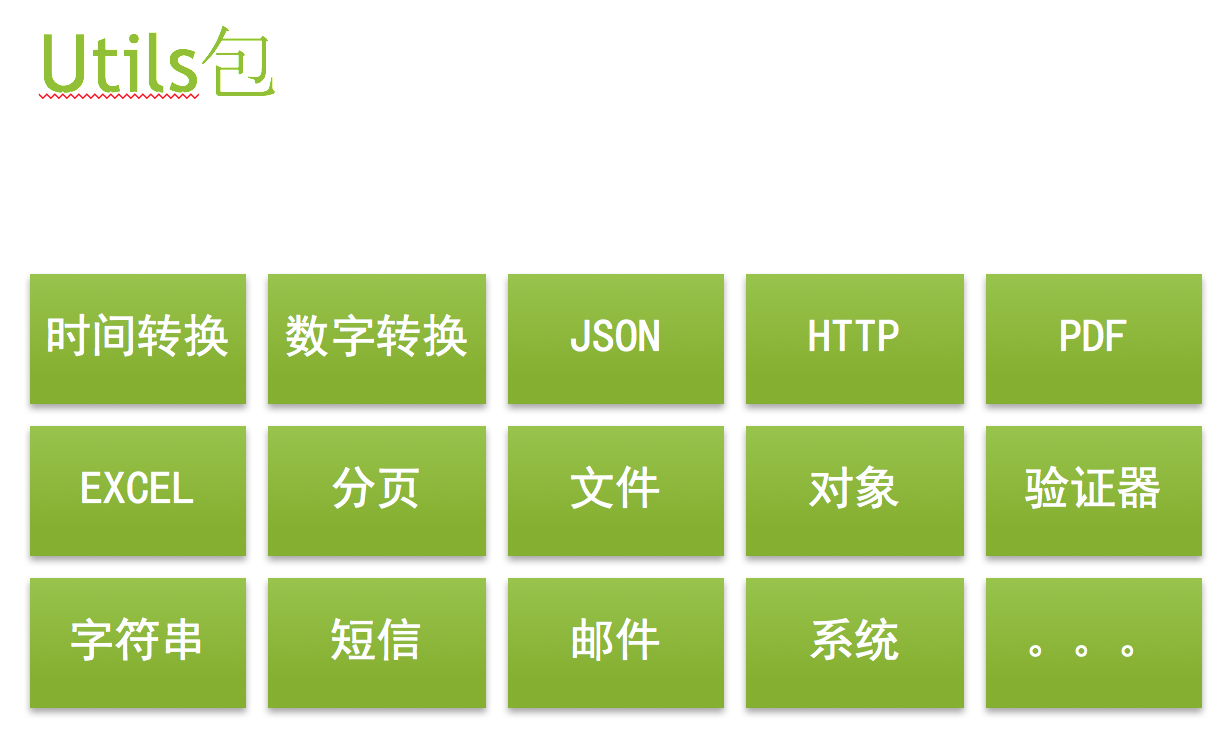 Utils包
时间转换 数字转换 JSON HTTP PDF
EXCEL 分页 文件 对象 验证器
字符串 短信 邮件 系统 。。。